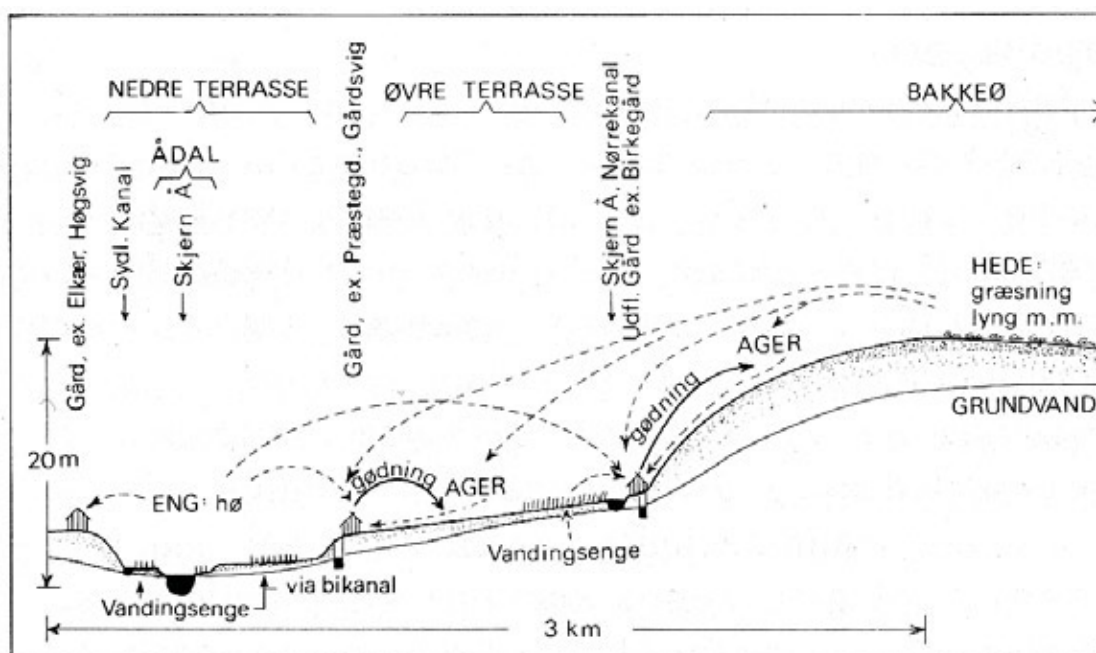 NEDRE TERRASSE
ØVRE TERRASSE
BAKKEØ
ÅDAL
Gård, ex. Elkær, Høgsvig
Sydl. Kanal
Skjern Å
Gård, ex. Præstegd., Gårdsvig
Skjern Å, Nørrekanal
Udfl. Gård ex. Birkegård
HEDE:
græsning
lyng m.m.
AGER
gødning
GRUNDVAND
20 m
gødning
AGER
ENG: hø
Vandingsenge
via bikanal
Vandingsenge
3 km